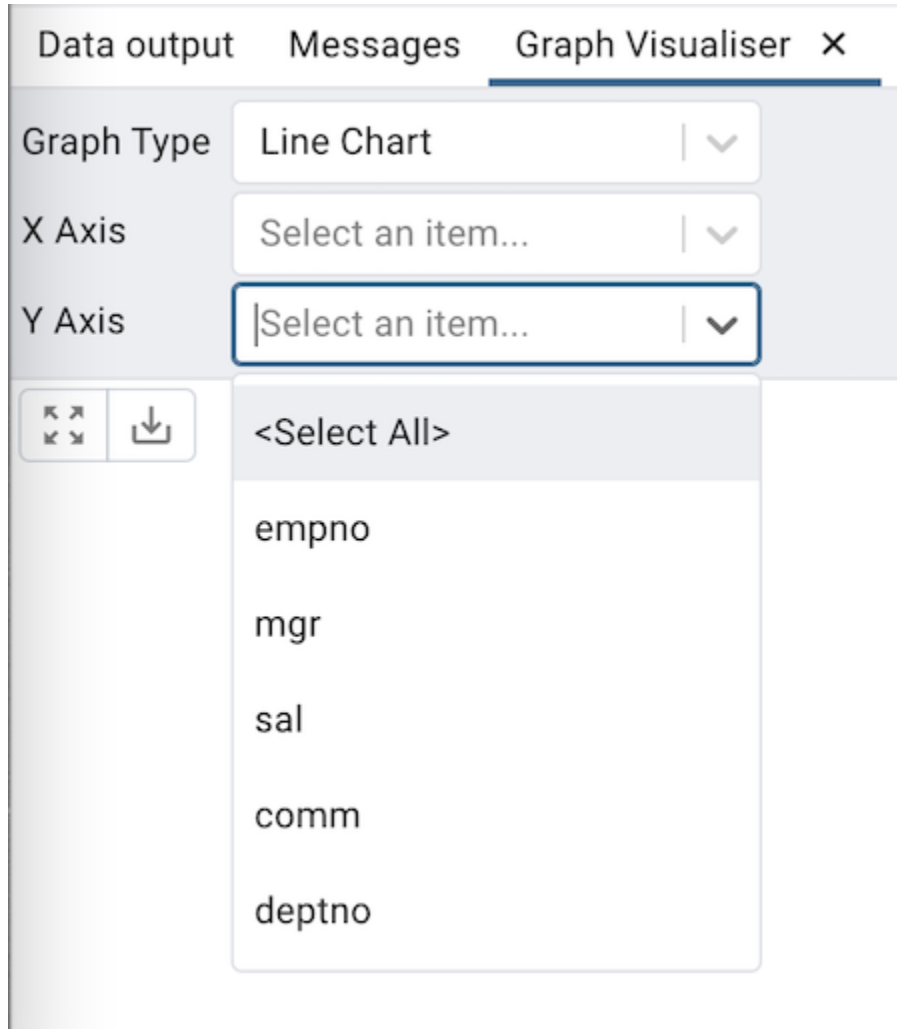 Data output Messages Graph Visualiser ×
Graph Type Line Chart
X Axis Select an item...
Y Axis Select an item...
<Select All>
empno
mgr
sal
comm
deptno